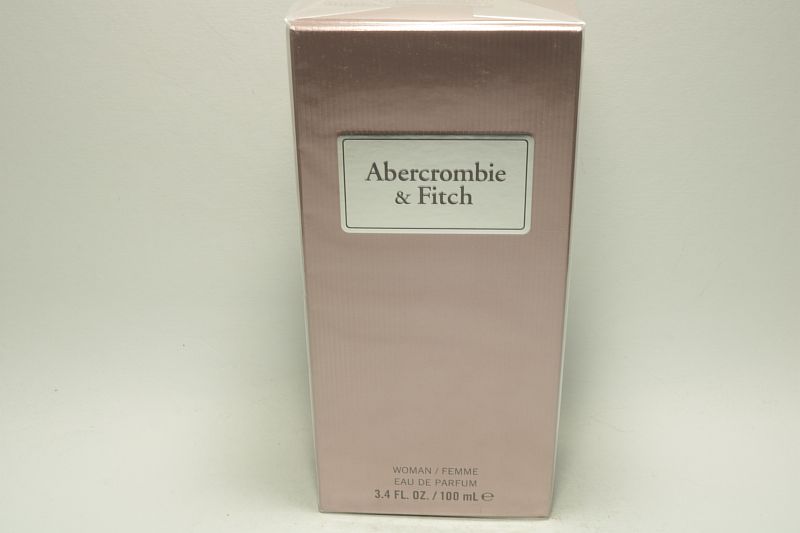 Abercrombie
& Fitch
WOMAN / FEMME
EAU DE PARFUM
3.4 FL. OZ. / 100 mL ℮